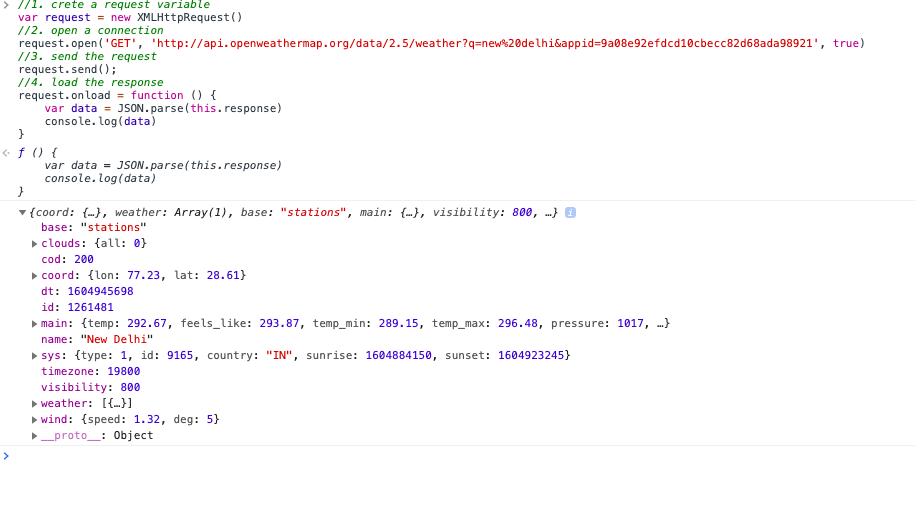 //1. crete a request variable
var request = new XMLHttpRequest()
//2. open a connection
request.open('GET', 'http://api.openweathermap.org/data/2.5/weather?q=new%20delhi&appid=9a08e92efdcd10cbecc82d68ada98921', true)
//3. send the request
request.send();
//4. load the response
request.onload = function () {
    var data = JSON.parse(this.response)
    console.log(data)
}
ƒ () {
    var data = JSON.parse(this.response)
    console.log(data)
}
{coord: {…}, weather: Array(1), base: "stations", main: {…}, visibility: 800, …} i
base: "stations"
clouds: {all: 0}
cod: 200
coord: {lon: 77.23, lat: 28.61}
dt: 1604945698
id: 1261481
main: {temp: 292.67, feels_like: 293.87, temp_min: 289.15, temp_max: 296.48, pressure: 1017, …}
name: "New Delhi"
sys: {type: 1, id: 9165, country: "IN", sunrise: 1604884150, sunset: 1604923245}
timezone: 19800
visibility: 800
weather: [{…}]
wind: {speed: 1.32, deg: 5}
__proto__: Object